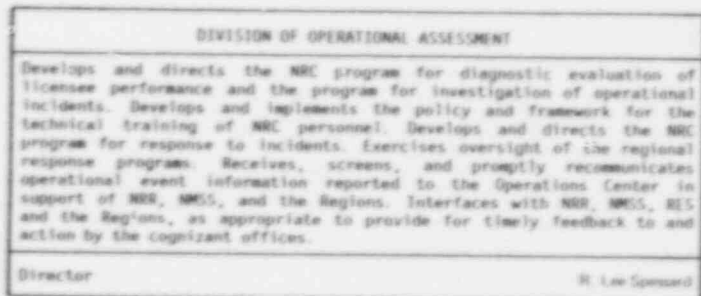 DIVISION OF OPERATIONAL ASSESSMENT
Develops and directs the NRC program for diagnostic evaluation of
licensee performance and the program for investigation of operational
incidents. Develops and implements the policy and framework for the
technical training of NRC personnel. Develops and directs the NRC
program for response to incidents. Exercises oversight of the regional
response programs. Receives, screens, and promptly recommunicates
operational event information reported to the Operations Center in
support of NRR, NMSS, and the Regions. Interfaces with NRR, NMSS, RES
and the Regions, as appropriate to provide for timely feedback to and
action by the cognizant offices.
Director R. Lee Spessard